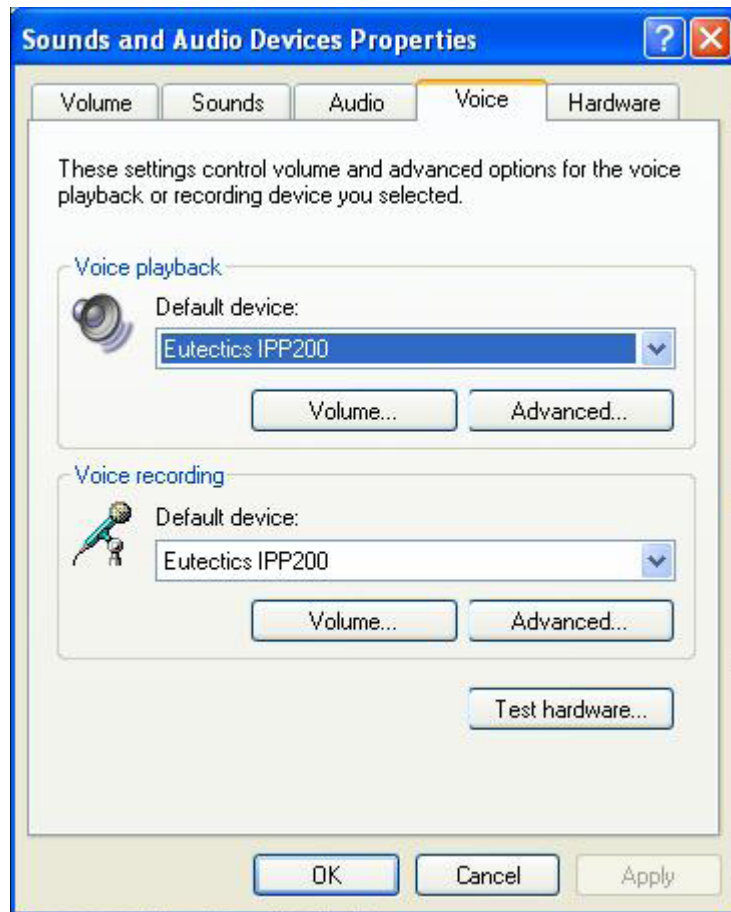 Sounds and Audio Devices Properties
Volume Sounds Audio Voice Hardware
These settings control volume and advanced options for the voice
playback or recording device you selected.
Voice playback
Default device:
Eutectics IPP200
Volume... Advanced...
Voice recording
Default device:
Eutectics IPP200
Volume... Advanced...
Test hardware...
OK Cancel Apply